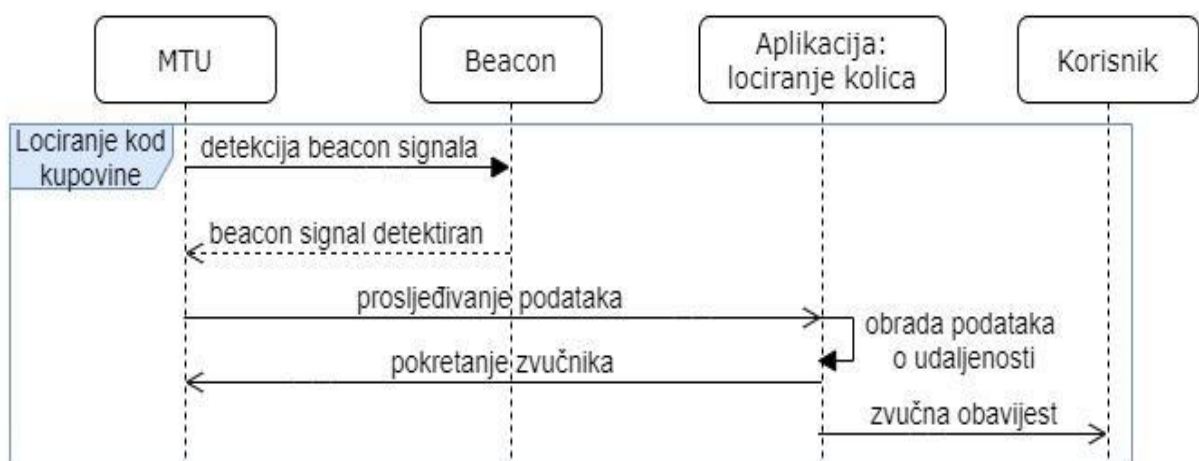 MTU
Beacon
Aplikacija:
lociranje kolica
Korisnik
Lociranje kod
kupovine
detekcija beacon signala
beacon signal detektiran
prosljeđivanje podataka
obrada podataka
o udaljenosti
pokretanje zvučnika
zvučna obavijest